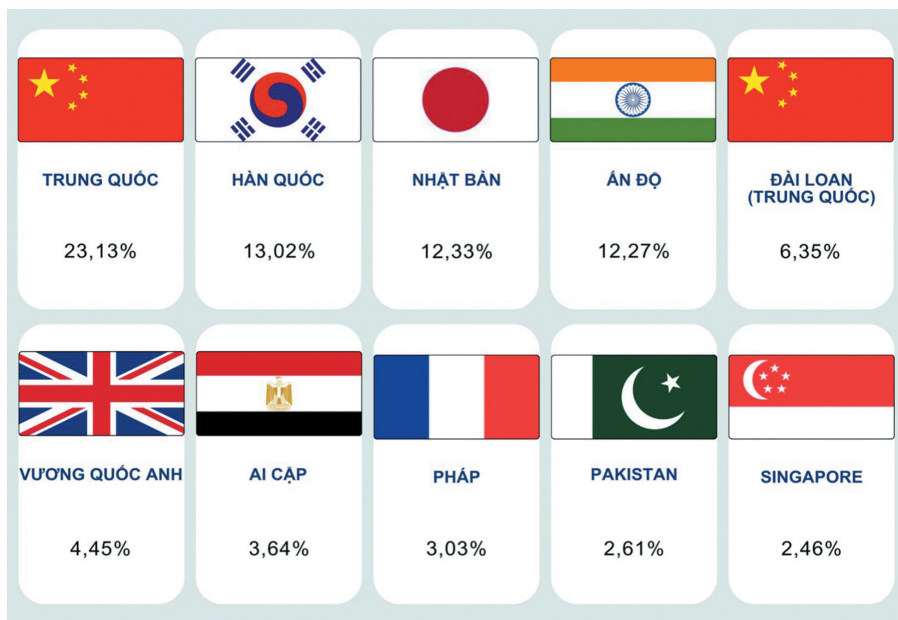 TRUNG QUỐC
23,13%
HÀN QUỐC
13,02%
NHẬT BẢN
12,33%
ẤN ĐỘ
12,27%
ĐÀI LOAN
(TRUNG QUỐC)
6,35%
VƯƠNG QUỐC ANH
4,45%
AI CẬP
3,64%
PHÁP
3,03%
PAKISTAN
2,61%
SINGAPORE
2,46%